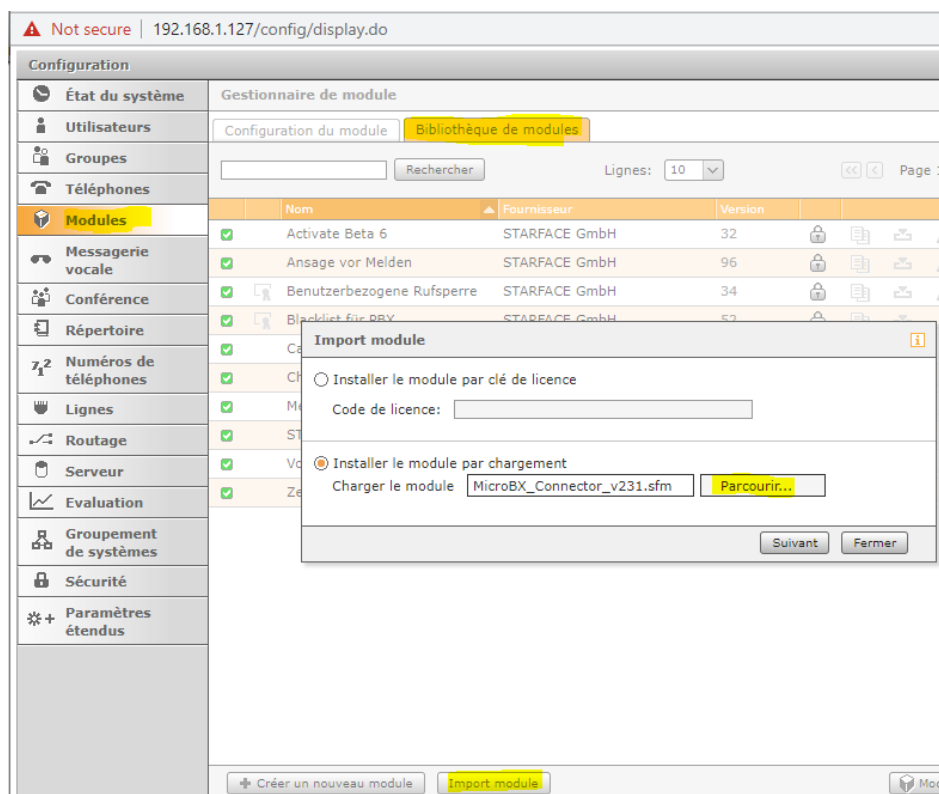 Not secure 192.168.1.127/config/display.do
Configuration
État du système
Utilisateurs
Groupes
Téléphones
Modules
Messagerie
vocale
Conférence
Répertoire
Numéros de
téléphones
Lignes
Routage
Serveur
Evaluation
Groupement
de systèmes
Sécurité
Paramètres
étendus
Gestionnaire de module
Configuration du module Bibliothèque de modules
Rechercher Lignes: 10 Page
Nom Fournisseur Version
Activate Beta 6 STARFACE GmbH 32
Ansage vor Melden STARFACE GmbH 96
Benutzerbezogene Rufsperre STARFACE GmbH 34
Blacklist für PBX STARFACE GmbH 52
Import module
Installer le module par clé de licence
Code de licence:
Installer le module par chargement
Charger le module MicroBX_Connector_v231.sfm Parcourir...
Suivant Fermer
Créer un nouveau module Import module